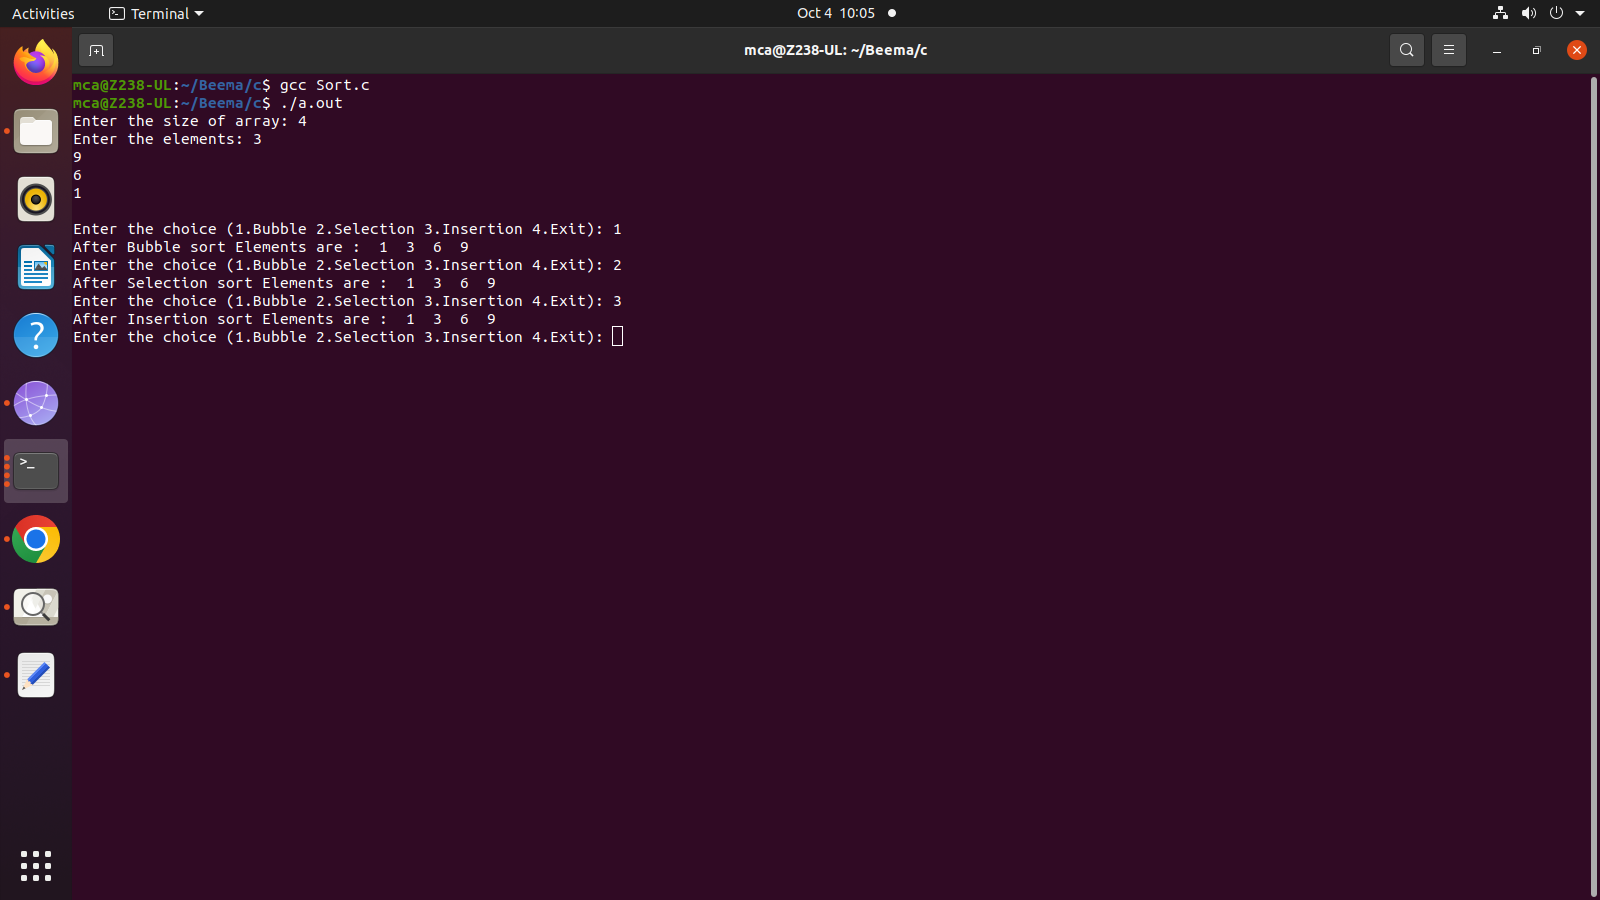 Activities
Terminal
Oct 4 10:05
mca@Z238-UL: ~/Beema/c
mca@Z238-UL:~/Beema/c$ gcc Sort.c
mca@Z238-UL:~/Beema/c$ ./a.out
Enter the size of array: 4
Enter the elements: 3
9
6
1
Enter the choice (1.Bubble 2.Selection 3.Insertion 4.Exit): 1
After Bubble sort Elements are :  1  3  6  9
Enter the choice (1.Bubble 2.Selection 3.Insertion 4.Exit): 2
After Selection sort Elements are :  1  3  6  9
Enter the choice (1.Bubble 2.Selection 3.Insertion 4.Exit): 3
After Insertion sort Elements are :  1  3  6  9
Enter the choice (1.Bubble 2.Selection 3.Insertion 4.Exit):